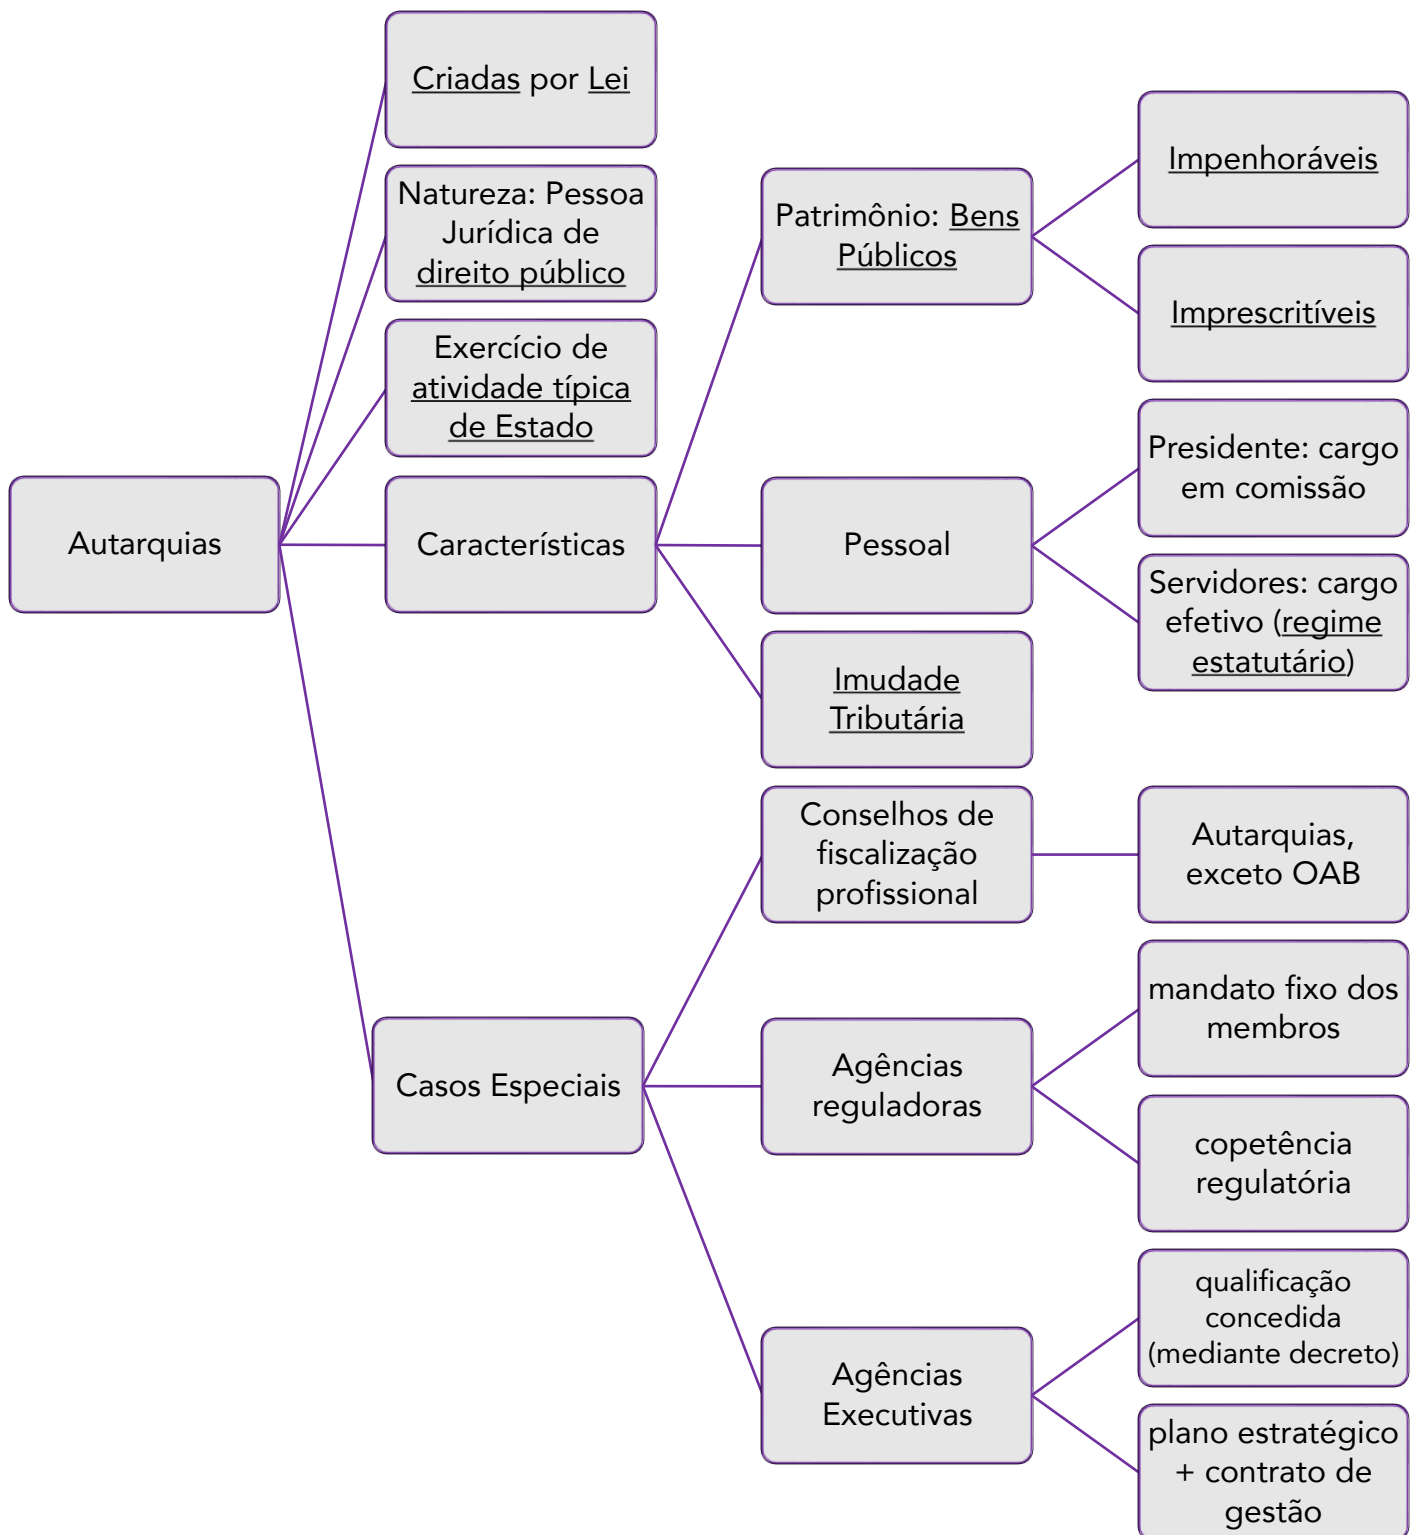 Autarquias
Criadas por Lei
Natureza: Pessoa
Jurídica de
direito público
Exercício de
atividade típica
de Estado
Características
Patrimônio: Bens
Públicos
Impenhoráveis
Imprescritíveis
Pessoal
Presidente: cargo
em comissão
Servidores: cargo
efetivo (regime
estatutário)
Imudade
Tributária
Casos Especiais
Conselhos de
fiscalização
profissional
Autarquias,
exceto OAB
Agências
reguladoras
mandato fixo dos
membros
copetência
regulatória
Agências
Executivas
qualificação
concedida
(mediante decreto)
plano estratégico
+ contrato de
gestão